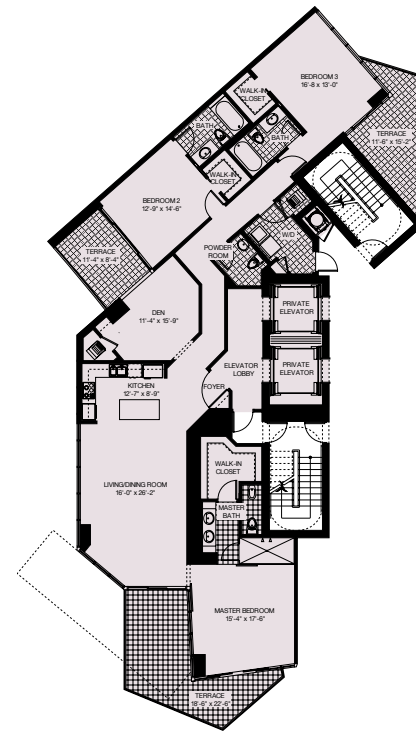 BEDROOM 3
16'-8 x 13'-0"
WALK-IN
CLOSET
TERRACE
11'-6" x 15'-2"
BATH
BATH
WALK-IN
CLOSET
BEDROOM 2
12'-9" x 14'-6"
W/D
POWDER
ROOM
TERRACE
11'-4" x 8'-4"
DEN
11'-4" x 15'-9"
PRIVATE
ELEVATOR
PRIVATE
ELEVATOR
ELEVATOR
LOBBY
KITCHEN
12'-7" x 8'-9"
FOYER
WALK-IN
CLOSET
LIVING/DINING ROOM
16'-0" x 26'-2"
MASTER
BATH
MASTER BEDROOM
15'-4" x 17'-6"
TERRACE
18'-6" x 22'-6"